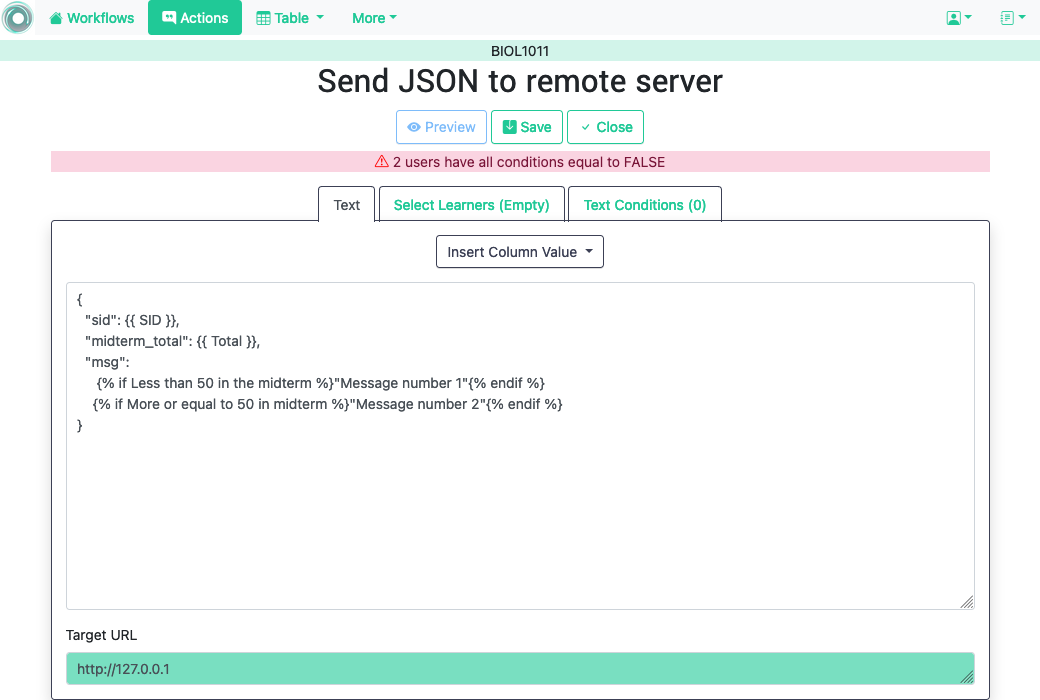 Workflows Actions Table More
BIOL1011
Send JSON to remote server
Preview Save Close
2 users have all conditions equal to FALSE
Text Select Learners (Empty) Text Conditions (0)
Insert Column Value
{
"sid": {{ SID }},
"midterm_total": {{ Total }},
"msg":
{% if Less than 50 in the midterm %}"Message number 1"{% endif %}
{% if More or equal to 50 in midterm %}"Message number 2"{% endif %}
}
Target URL
http://127.0.0.1